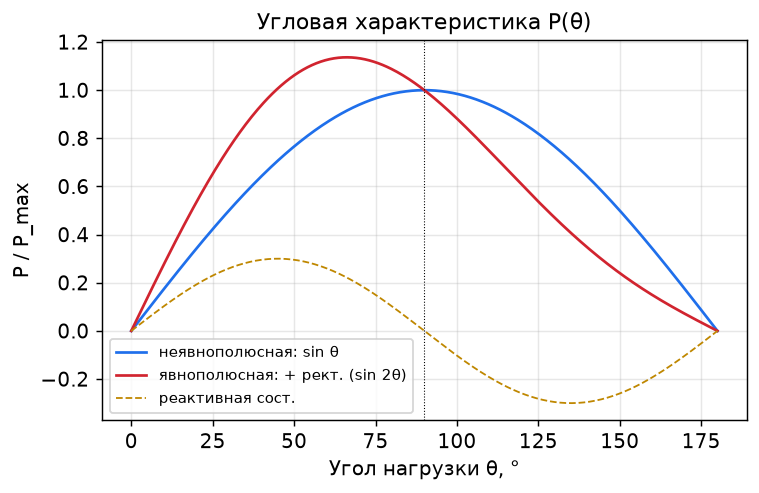 Угловая характеристика P(θ)
P / P_max
1.2
1.0
0.8
0.6
0.4
0.2
0.0
−0.2
неявнополюсная: sin θ
явнополюсная: + рект. (sin 2θ)
реактивная сост.
0 25 50 75 100 125 150 175
Угол нагрузки θ, °